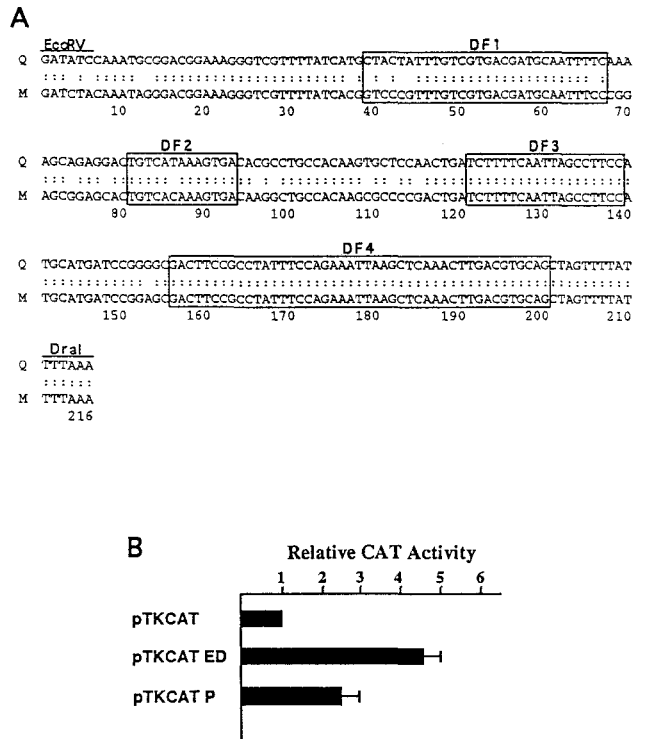 A
EcoRV DF1
Q GATATCCAAATGCGGACGGAAAGGGTCGTTTTATCATGCTACTATTTGTCGTGACGATGCAATTTTCAAA
M GATCTACAAATAGGGACGGAAAGGGTCGTTTTATCACGGTCCCGTTTGTCGTGACGATGCAATTTCCCGG
10 20 30 40 50 60 70
DF2 DF3
Q AGCAGAGGACTGTCATAAAGTGACACGCCTGCCACAAGTGCTCCAACTGATCTTTTCAATTAGCCTTCCA
M AGCGGAGCACTGTCACAAAGTGACAAGGCTGCCACAAGCGCCCCGACTGATCTTTTCAATTAGCCTTCCA
80 90 100 110 120 130 140
DF4
Q TGCATGATCCGGGGCGACTTCCGCCTATTTCCAGAAATTAAGCTCAAACTTGACGTGCAGCTAGTTTTAT
M TGCATGATCCGGAGCGACTTCCGCCTATTTCCAGAAATTAAGCTCAAACTTGACGTGCAGCTAGTTTTAT
150 160 170 180 190 200 210
DraI
Q TTTAAA
M TTTAAA
216
B
Relative CAT Activity
1 2 3 4 5 6
pTKCAT
pTKCAT ED
pTKCAT P